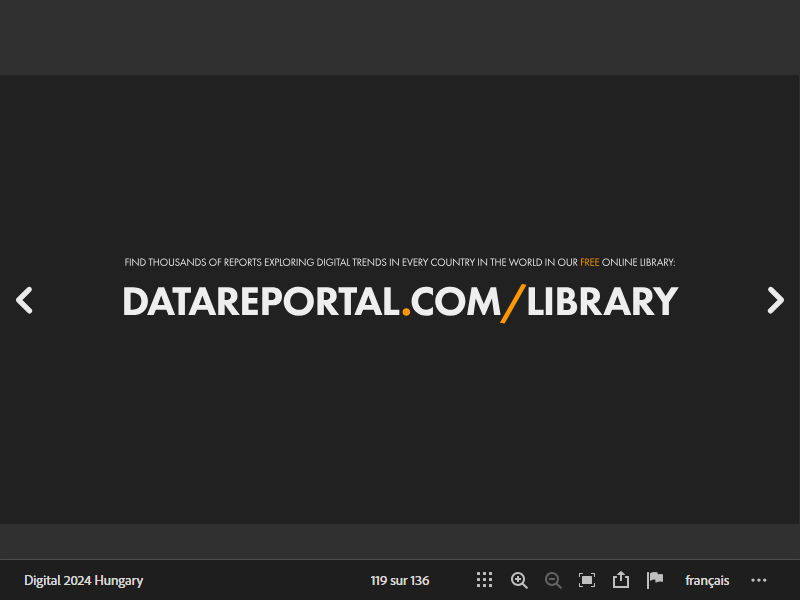 FIND THOUSANDS OF REPORTS EXPLORING DIGITAL TRENDS IN EVERY COUNTRY IN THE WORLD IN OUR FREE ONLINE LIBRARY:
DATAREPORTAL.COM/LIBRARY
Digital 2024 Hungary 119 sur 136 français